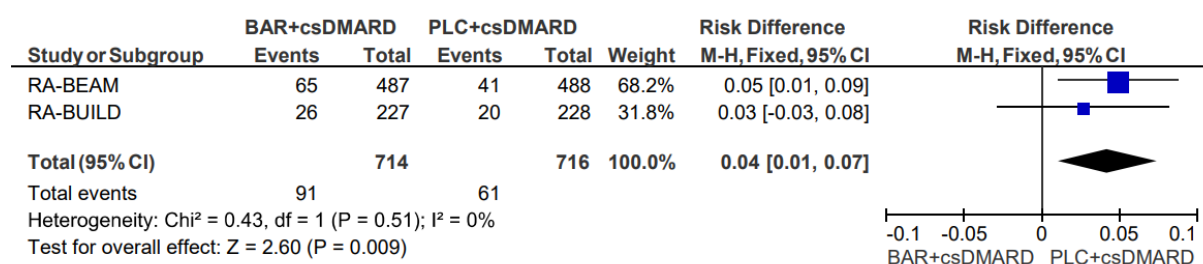 BAR+csDMARD PLC+csDMARD Risk Difference Risk Difference
Study or Subgroup Events Total Events Total Weight M-H, Fixed, 95% CI M-H, Fixed, 95% CI
RA-BEAM 65 487 41 488 68.2% 0.05 [0.01, 0.09]
RA-BUILD 26 227 20 228 31.8% 0.03 [-0.03, 0.08]
Total (95% CI) 714 716 100.0% 0.04 [0.01, 0.07]
Total events 91 61
Heterogeneity: Chi² = 0.43, df = 1 (P = 0.51); I² = 0%
Test for overall effect: Z = 2.60 (P = 0.009)
-0.1 -0.05 0 0.05 0.1
BAR+csDMARD PLC+csDMARD